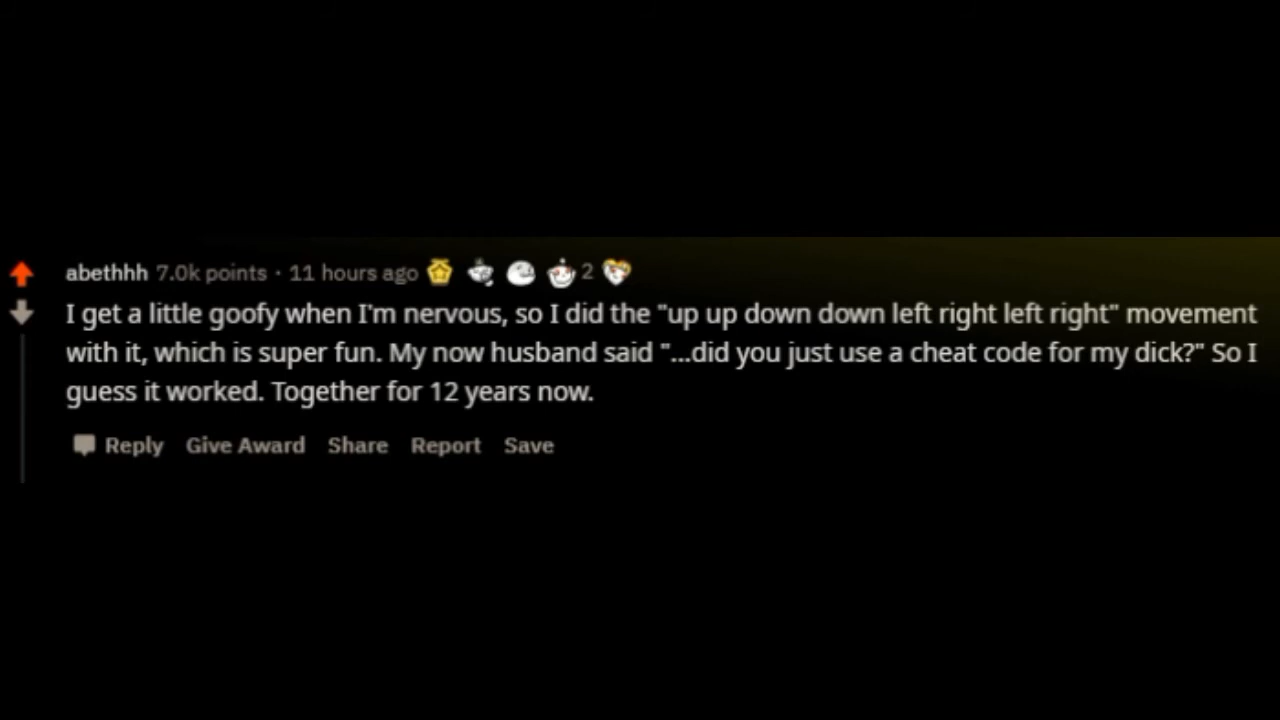 abethhh 7.0k points · 11 hours ago 2
I get a little goofy when I'm nervous, so I did the "up up down down left right left right" movement
with it, which is super fun. My now husband said "...did you just use a cheat code for my dick?" So I
guess it worked. Together for 12 years now.
Reply Give Award Share Report Save